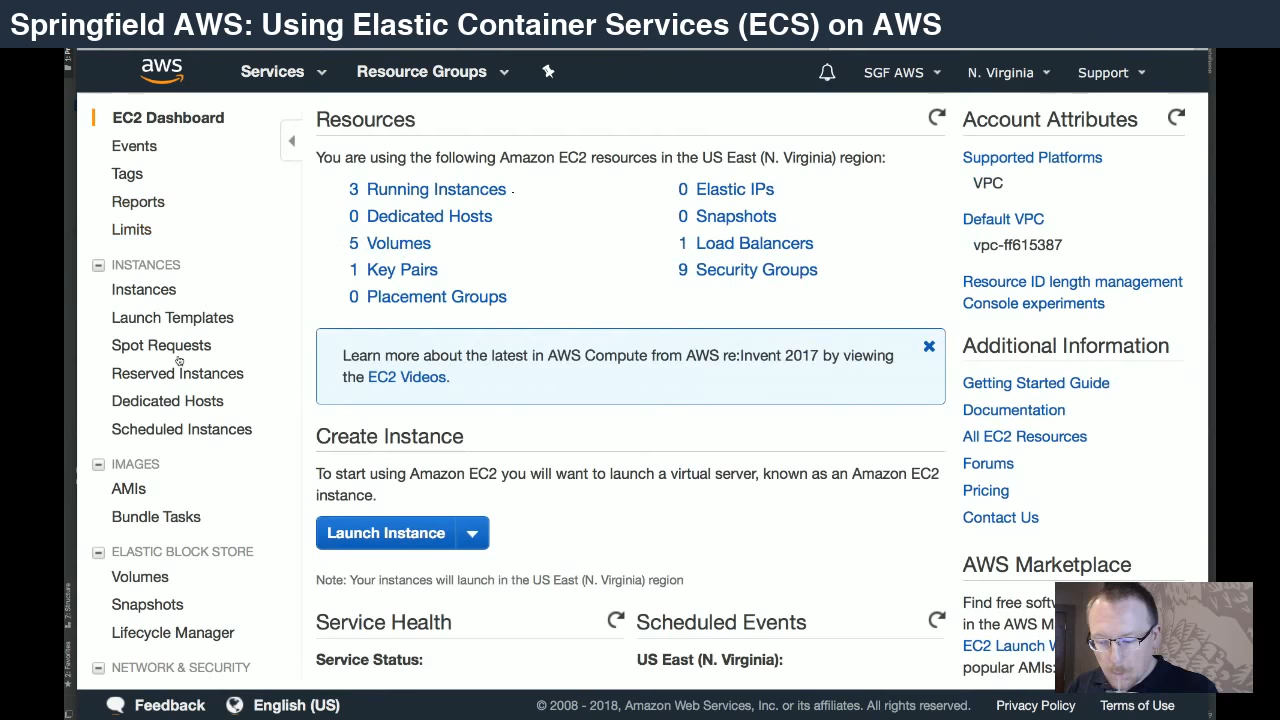 Springfield AWS: Using Elastic Container Services (ECS) on AWS
aws
Services
Resource Groups
SGF AWS
N. Virginia
Support
EC2 Dashboard
Events
Tags
Reports
Limits
INSTANCES
Instances
Launch Templates
Spot Requests
Reserved Instances
Dedicated Hosts
Scheduled Instances
IMAGES
AMIs
Bundle Tasks
ELASTIC BLOCK STORE
Volumes
Snapshots
Lifecycle Manager
NETWORK & SECURITY
Resources
You are using the following Amazon EC2 resources in the US East (N. Virginia) region:
3 Running Instances
0 Elastic IPs
0 Dedicated Hosts
0 Snapshots
5 Volumes
1 Load Balancers
1 Key Pairs
9 Security Groups
0 Placement Groups
Learn more about the latest in AWS Compute from AWS re:Invent 2017 by viewing
the EC2 Videos.
Create Instance
To start using Amazon EC2 you will want to launch a virtual server, known as an Amazon EC2
instance.
Launch Instance
Note: Your instances will launch in the US East (N. Virginia) region
Service Health
Service Status:
Scheduled Events
US East (N. Virginia):
Account Attributes
Supported Platforms
VPC
Default VPC
vpc-ff615387
Resource ID length management
Console experiments
Additional Information
Getting Started Guide
Documentation
All EC2 Resources
Forums
Pricing
Contact Us
AWS Marketplace
Find free
in the AWS
EC2 Launch
popular AMIs:
Feedback
English (US)
© 2008 - 2018, Amazon Web Services, Inc. or its affiliates. All rights reserved.
Privacy Policy
Terms of Use